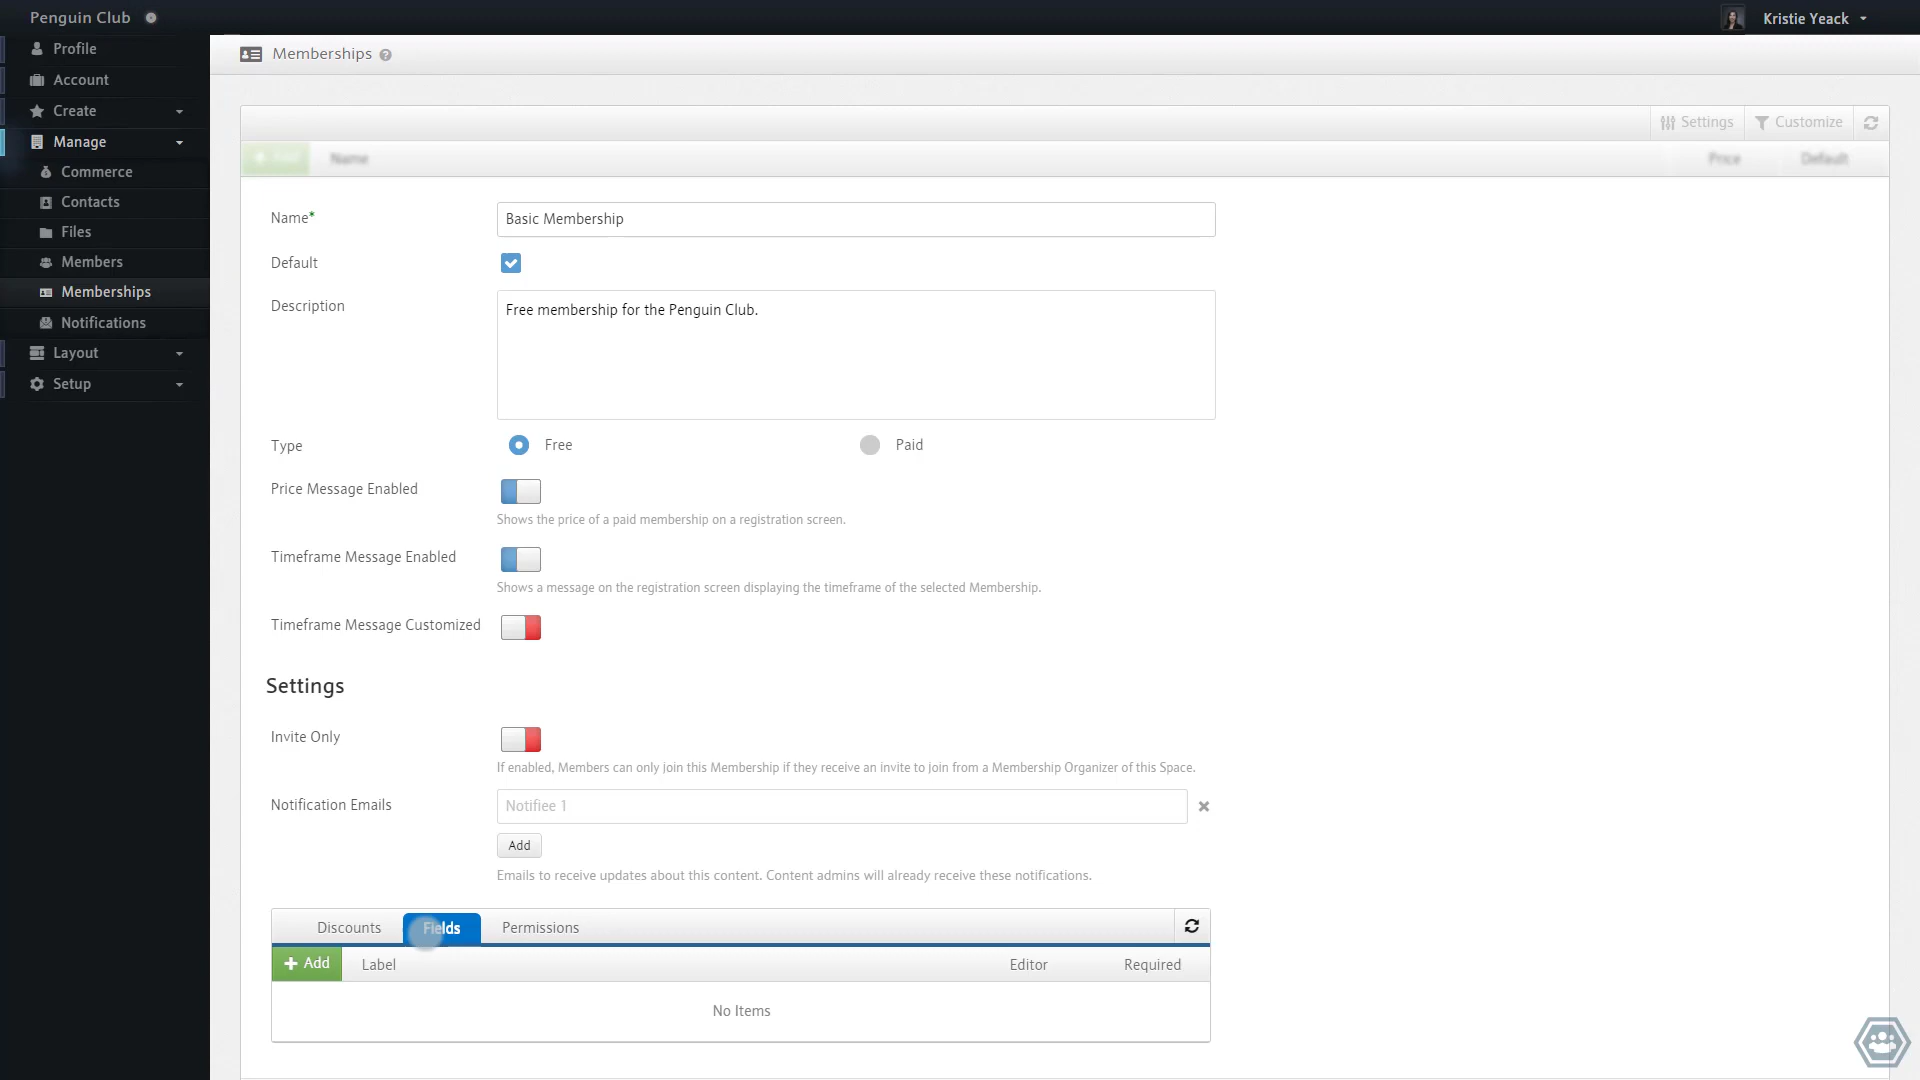 Penguin Club
Kristie Yeack
Profile
Account
Create
Manage
Commerce
Contacts
Files
Members
Memberships
Notifications
Layout
Setup
Memberships
Settings Customize
Name Price Default
Name*
Basic Membership
Default
Description
Free membership for the Penguin Club.
Type
Free
Paid
Price Message Enabled
Shows the price of a paid membership on a registration screen.
Timeframe Message Enabled
Shows a message on the registration screen displaying the timeframe of the selected Membership.
Timeframe Message Customized
Settings
Invite Only
If enabled, Members can only join this Membership if they receive an invite to join from a Membership Organizer of this Space.
Notification Emails
Notifiee 1
Add
Emails to receive updates about this content. Content admins will already receive these notifications.
Discounts Fields Permissions
Add Label Editor Required
No Items